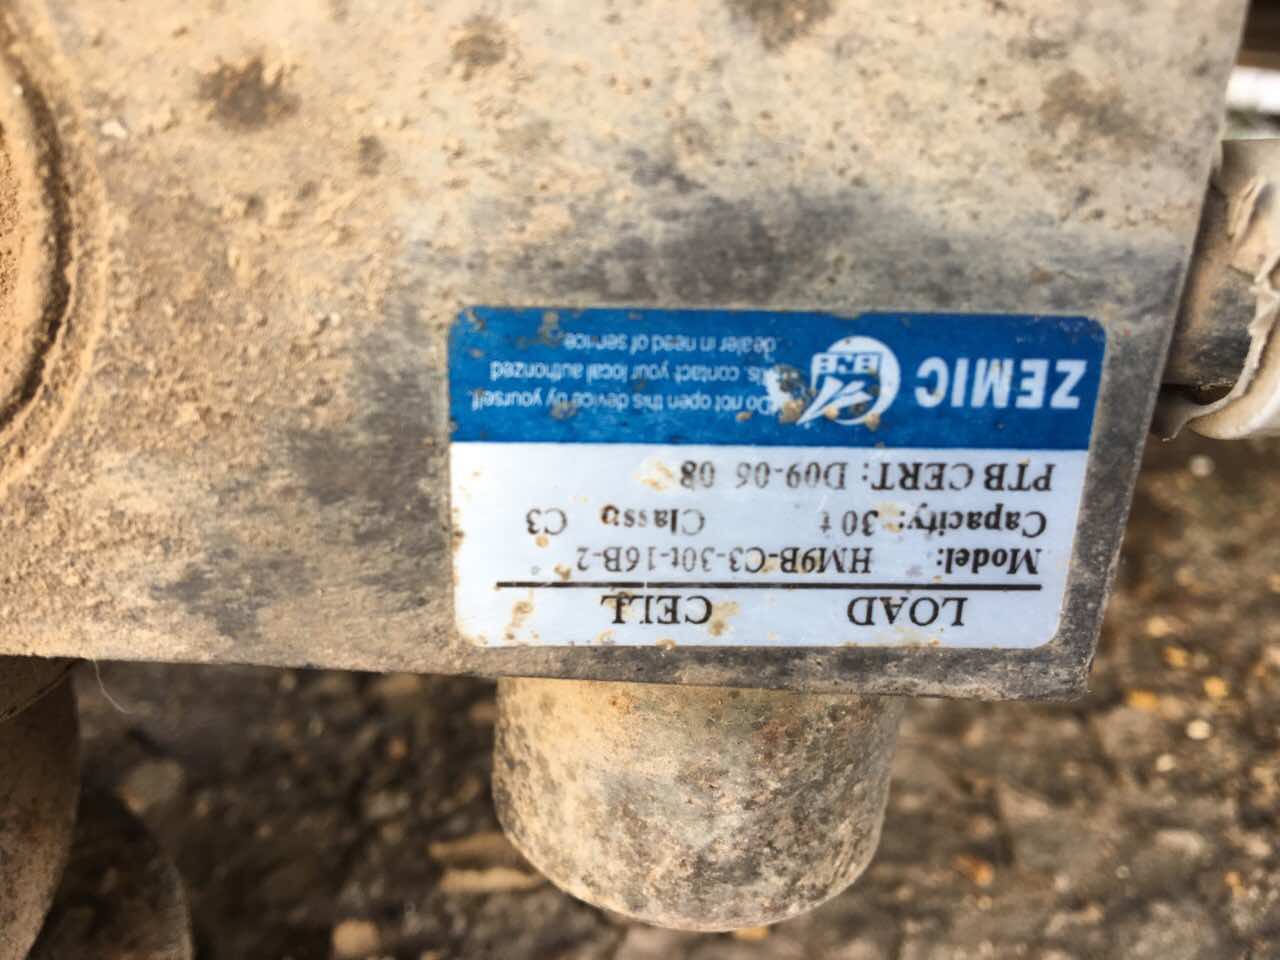 LOAD CELL
Model: HM9B-C3-30t-16B-2
Capacity: 30 t Class: C3
PTB CERT: D09-06 08
ZEMIC
*Do not open this device by yourself.
contact your local authorized
dealer in need of service.